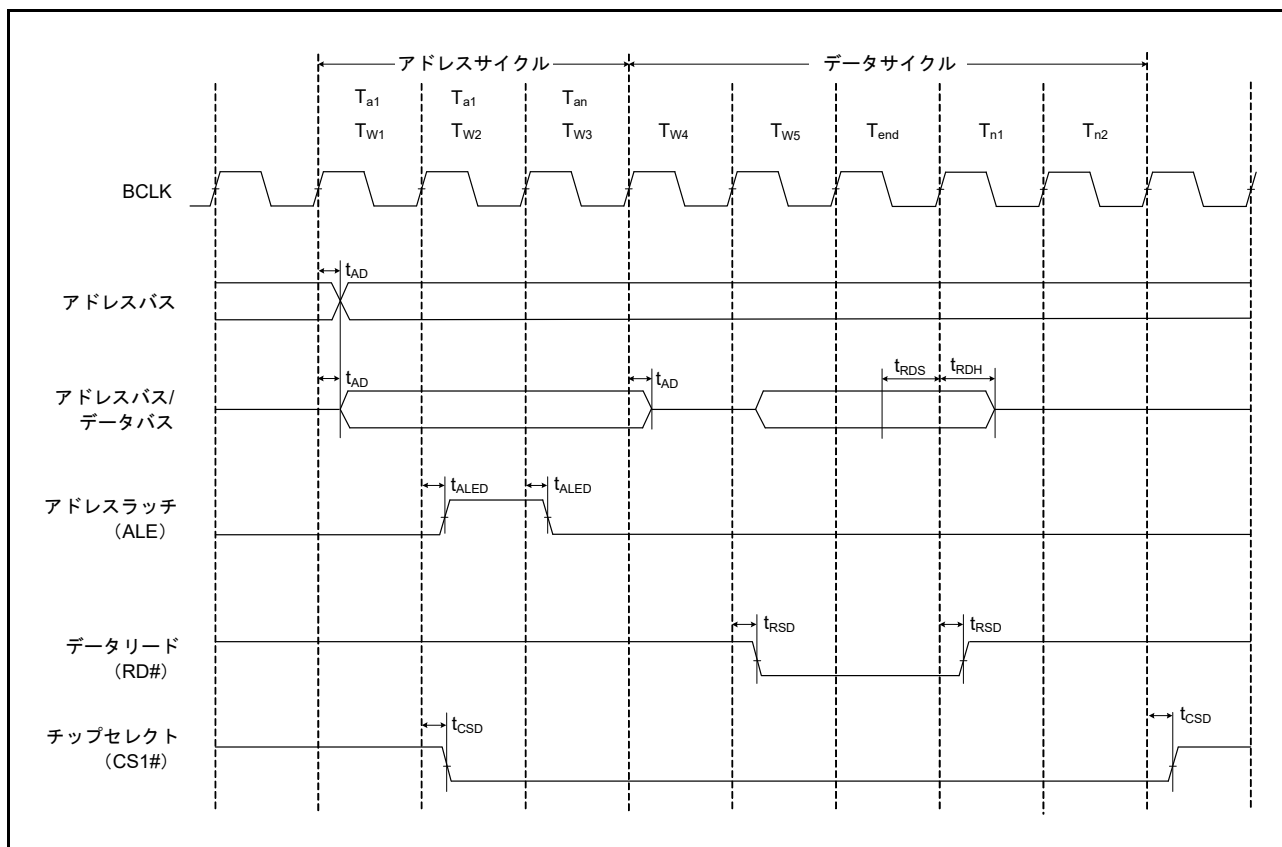 アドレスサイクル データサイクル
Ta1 Ta1 Tan
TW1 TW2 TW3 TW4 TW5 Tend Tn1 Tn2
BCLK
tAD
アドレスバス
tAD tAD tRDS tRDH
アドレスバス/
データバス
tALED tALED
アドレスラッチ
(ALE)
tRSD tRSD
データリード
(RD#)
tCSD tCSD
チップセレクト
(CS1#)